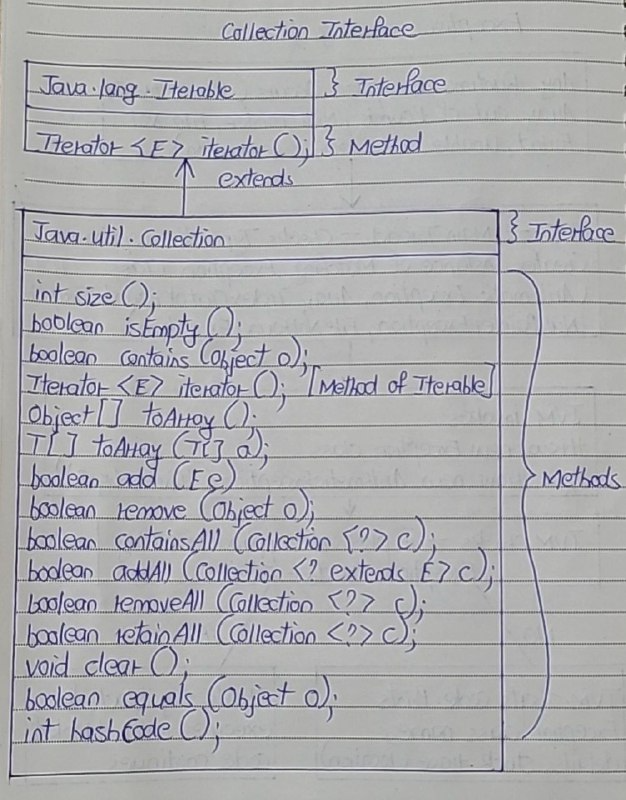 Collection Interface
Java.lang.Iterable } Interface
Iterator <E> iterator(); } Method
extends
Java.util.Collection } Interface
int size();
boolean isEmpty();
boolean contains (Object o);
Iterator <E> iterator(); [Method of Iterable]
Object[] toArray();
T[] toArray (T[] a);
boolean add (E e)
boolean remove (Object o);
boolean containsAll (Collection <?> c);
boolean addAll (Collection <? extends E> c);
boolean removeAll (Collection <?> c);
boolean retainAll (Collection <?> c);
void clear();
boolean equals (Object o);
int hashCode();
Methods